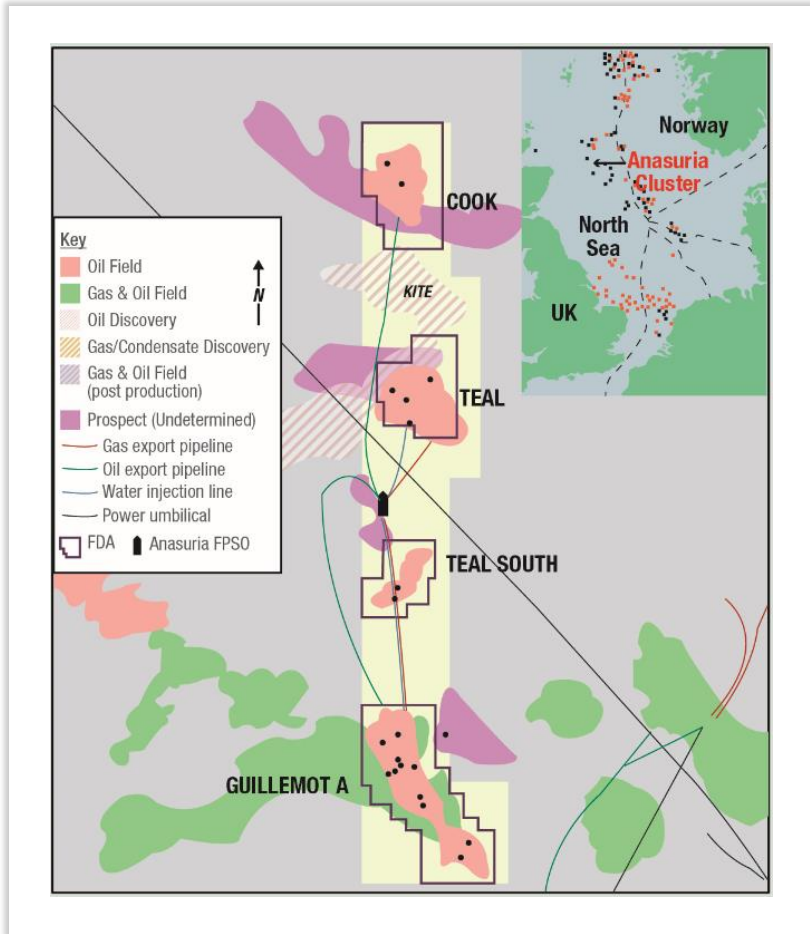 COOK
KITE
TEAL
TEAL SOUTH
GUILLEMOT A
Norway
Anasuria
Cluster
North
Sea
UK
Key
Oil Field
N
Gas & Oil Field
Oil Discovery
Gas/Condensate Discovery
Gas & Oil Field
(post production)
Prospect (Undetermined)
Gas export pipeline
Oil export pipeline
Water injection line
Power umbilical
FDA
Anasuria FPSO